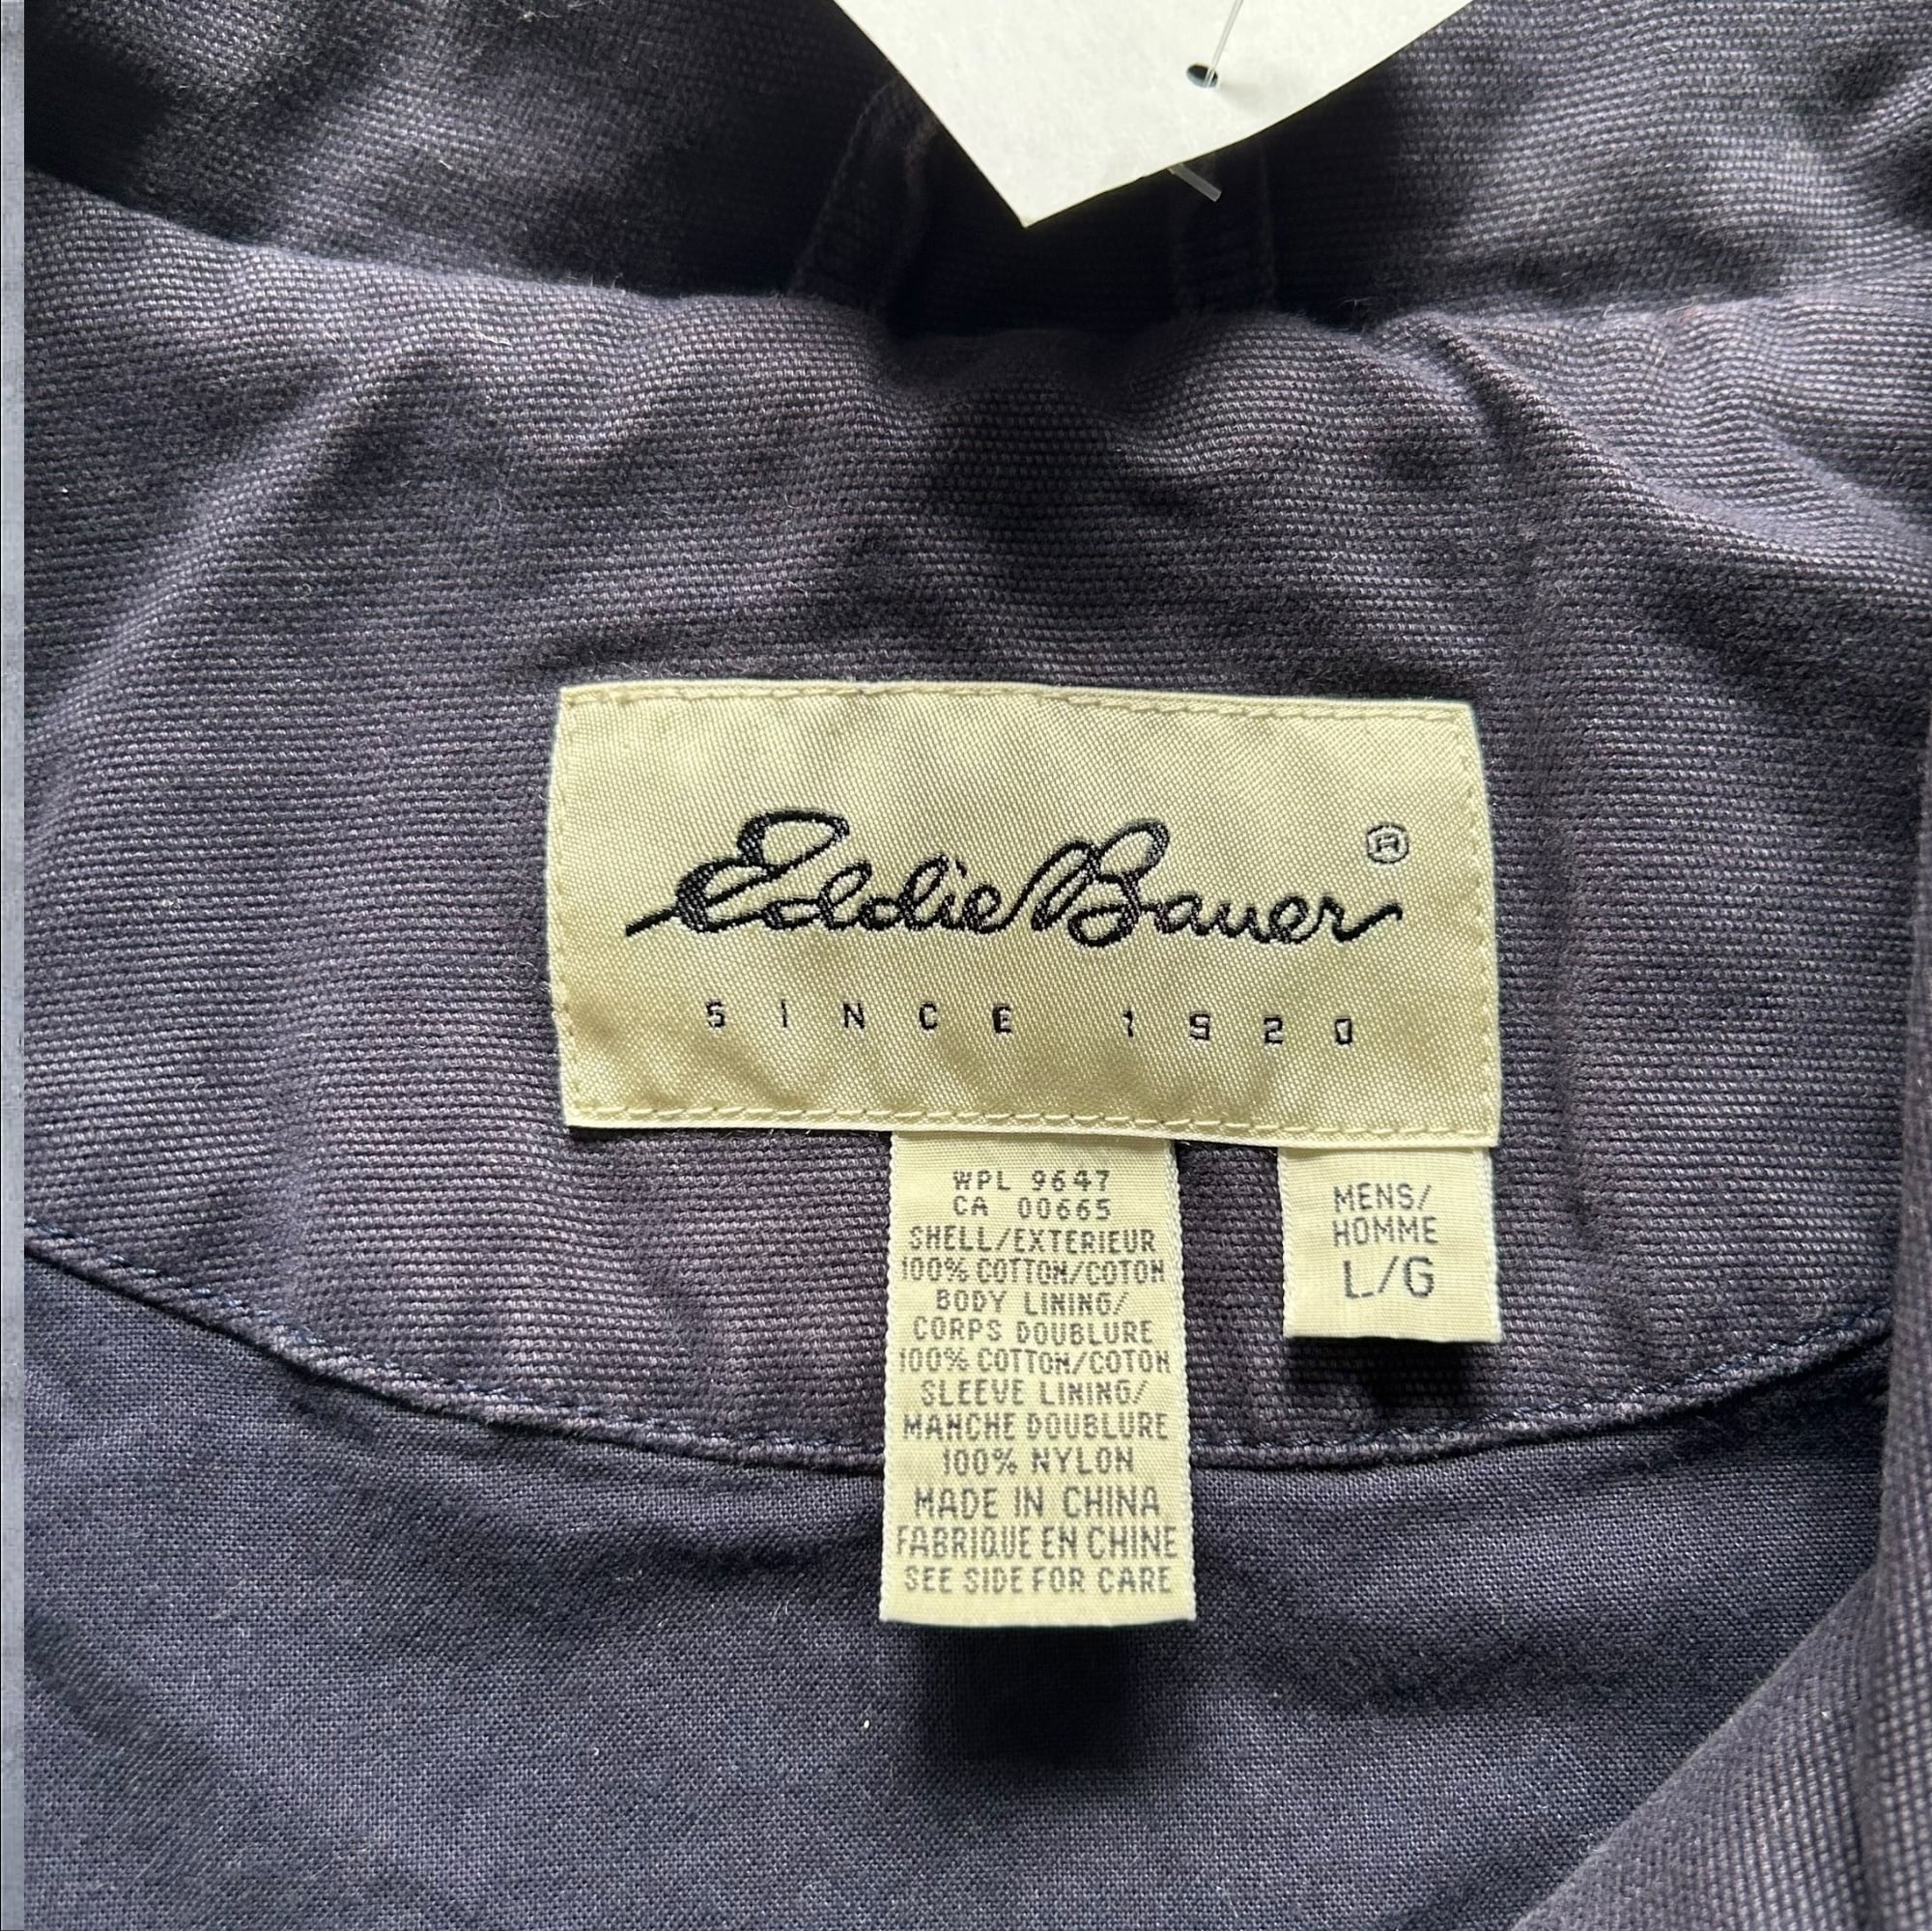 Eddie Bauer ®
SINCE 1920
WPL 9647
CA 00665
SHELL/EXTERIEUR
100% COTTON/COTON
BODY LINING/
CORPS DOUBLURE
100% COTTON/COTON
SLEEVE LINING/
MANCHE DOUBLURE
100% NYLON
MADE IN CHINA
FABRIQUE EN CHINE
SEE SIDE FOR CARE
MENS/
HOMME
L/G